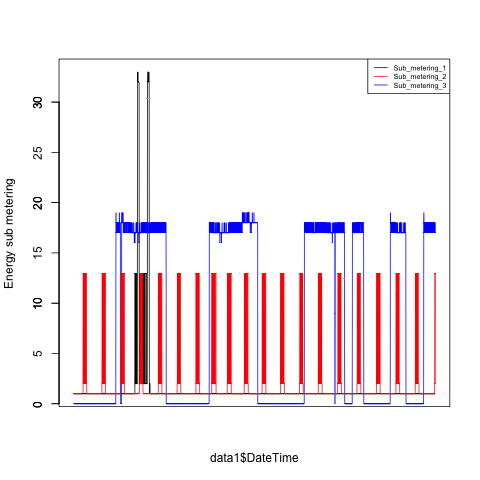 Sub_metering_1
Sub_metering_2
Sub_metering_3
Energy sub metering
30
25
20
15
10
5
0
data1$DateTime